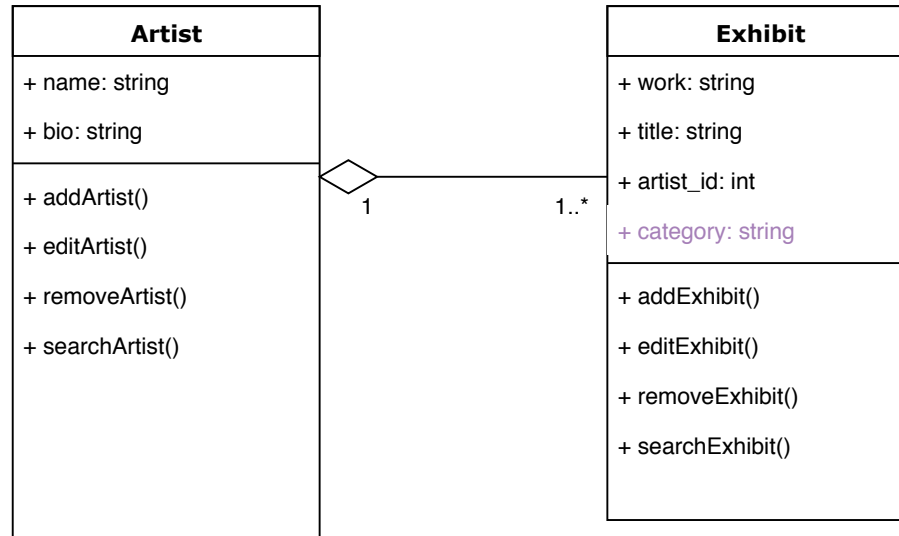 Artist
+ name: string
+ bio: string
+ addArtist()
+ editArtist()
+ removeArtist()
+ searchArtist()
1
1..*
Exhibit
+ work: string
+ title: string
+ artist_id: int
+ category: string
+ addExhibit()
+ editExhibit()
+ removeExhibit()
+ searchExhibit()